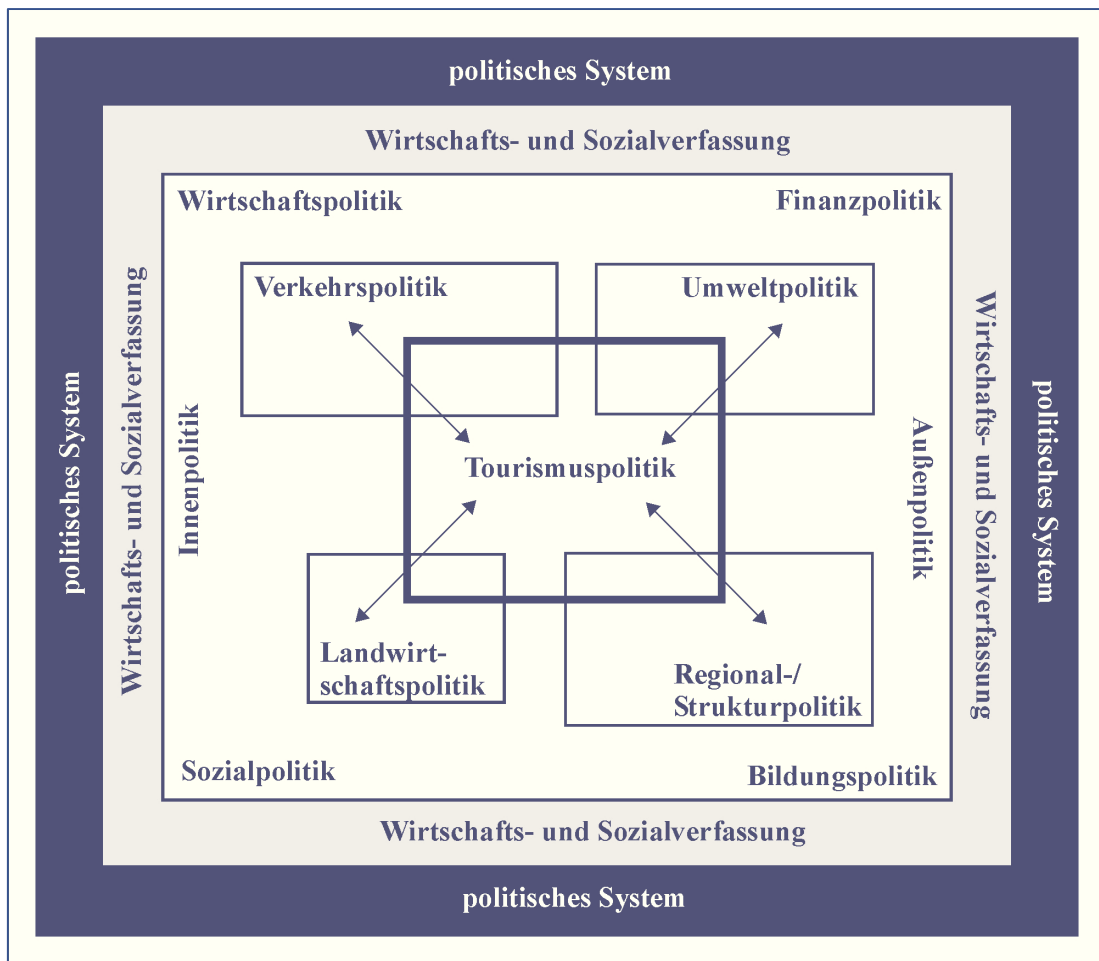 politisches System
Wirtschafts- und Sozialverfassung
Wirtschaftspolitik
Finanzpolitik
Verkehrspolitik
Umweltpolitik
politisches System
Wirtschafts- und Sozialverfassung
Innenpolitik
Tourismuspolitik
Außenpolitik
Wirtschafts- und Sozialverfassung
politisches System
Landwirt-
schaftspolitik
Regional-/
Strukturpolitik
Sozialpolitik
Bildungspolitik
Wirtschafts- und Sozialverfassung
politisches System